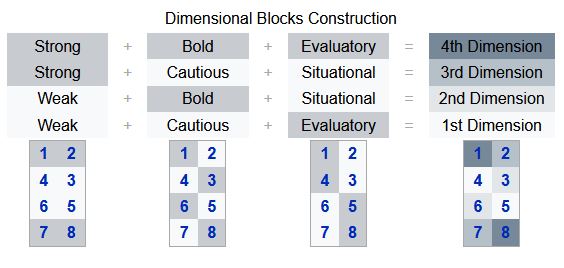 Dimensional Blocks Construction
Strong + Bold + Evaluatory = 4th Dimension
Strong + Cautious + Situational = 3rd Dimension
Weak + Bold + Situational = 2nd Dimension
Weak + Cautious + Evaluatory = 1st Dimension
1 2 1 2 1 2 1 2
4 3 4 3 4 3 4 3
6 5 6 5 6 5 6 5
7 8 7 8 7 8 7 8